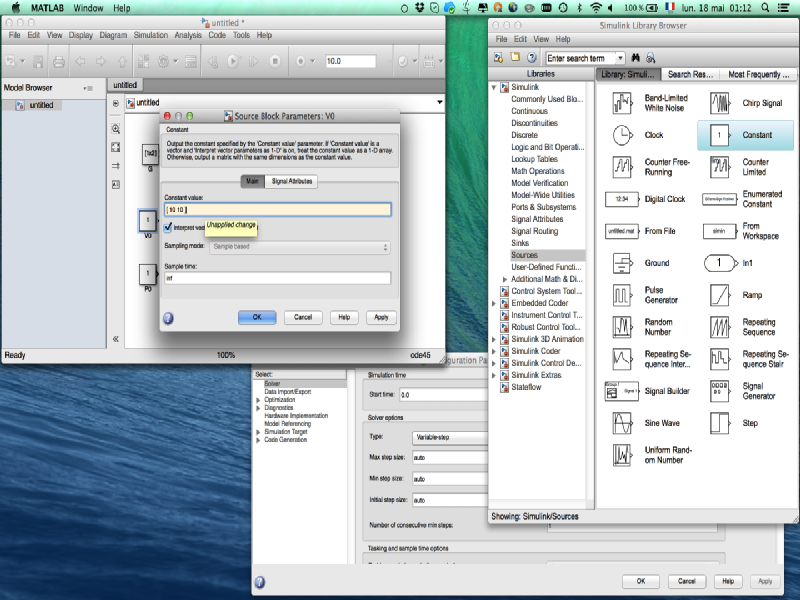 MATLAB Window Help
100 % lun. 18 mai 01:12
untitled *
File Edit View Display Diagram Simulation Analysis Code Tools Help
10.0
Model Browser
untitled
untitled
untitled
[1x2]
G
1
V0
1
P0
Ready
100%
ode45
Source Block Parameters: V0
Constant
Output the constant specified by the 'Constant value' parameter. If 'Constant value' is a
vector and 'Interpret vector parameters as 1-D' is on, treat the constant value as a 1-D array.
Otherwise, output a matrix with the same dimensions as the constant value.
Main Signal Attributes
Constant value:
[ 10 10 ]
Interpret
Unapplied change
Sampling mode: Sample based
Sample time:
inf
OK Cancel Help Apply
Simulink Library Browser
File Edit View Help
Enter search term
Libraries
Library: Simuli... Search Res... Most Frequently ...
Simulink
Commonly Used Blo...
Continuous
Discontinuities
Discrete
Logic and Bit Operati...
Lookup Tables
Math Operations
Model Verification
Model-Wide Utilities
Ports & Subsystems
Signal Attributes
Signal Routing
Sinks
Sources
User-Defined Functi...
Additional Math & Di...
Control System Tool...
Embedded Coder
Instrument Control T...
Robust Control Tool...
Simulink 3D Animation
Simulink Coder
Simulink Control De...
Simulink Extras
Stateflow
Band-Limited
White Noise
Chirp Signal
Clock
1
Constant
Counter Free-
Running
Counter
Limited
12:34
Digital Clock
Enumerated
Constant
untitled.mat
From File
simin
From
Workspace
Ground
1
In1
Pulse
Generator
Ramp
Random
Number
Repeating
Sequence
Repeating Se-
quence Inter...
Repeating Se-
quence Stair
Signal Builder
Signal
Generator
Sine Wave
Step
Uniform Rand-
om Number
Showing: Simulink/Sources
Select:
Solver
Data Import/Export
Optimization
Diagnostics
Hardware Implementation
Model Referencing
Simulation Target
Code Generation
Simulation time
Start time: 0.0
Solver options
Type: Variable-step
Max step size: auto
Min step size: auto
Initial step size: auto
Number of consecutive min steps:
Tasking and sample time options
OK Cancel Help Apply